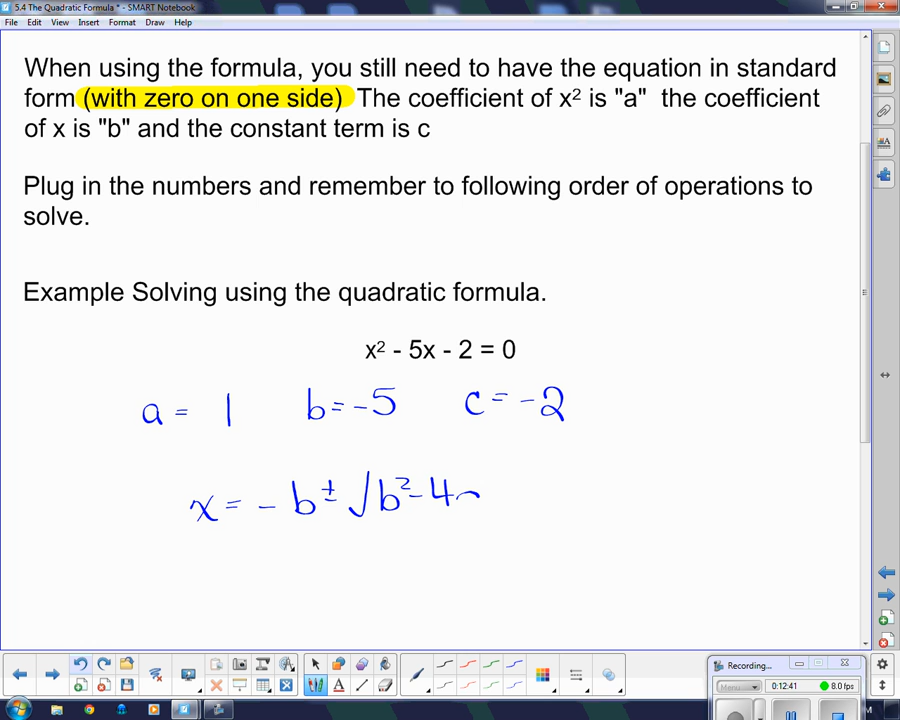 5.4 The Quadratic Formula * - SMART Notebook
File Edit View Insert Format Draw Help
When using the formula, you still need to have the equation in standard
form (with zero on one side) The coefficient of x² is "a" the coefficient
of x is "b" and the constant term is c
Plug in the numbers and remember to following order of operations to
solve.
Example Solving using the quadratic formula.
x² - 5x - 2 = 0
a = 1 b = -5 c = -2
x = - b ± √b² - 4
Recording...
Menu 0:12:41 8.0 fps